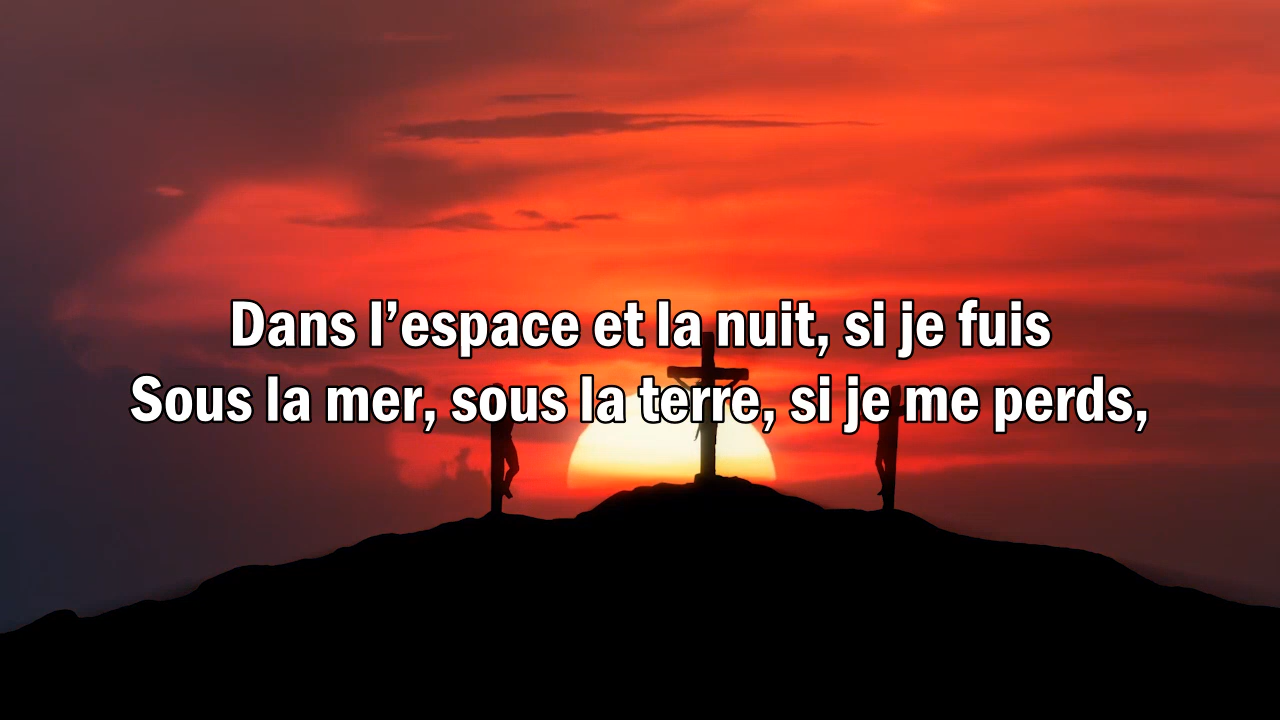 Dans l’espace et la nuit, si je fuis
Sous la mer, sous la terre, si je me perds,